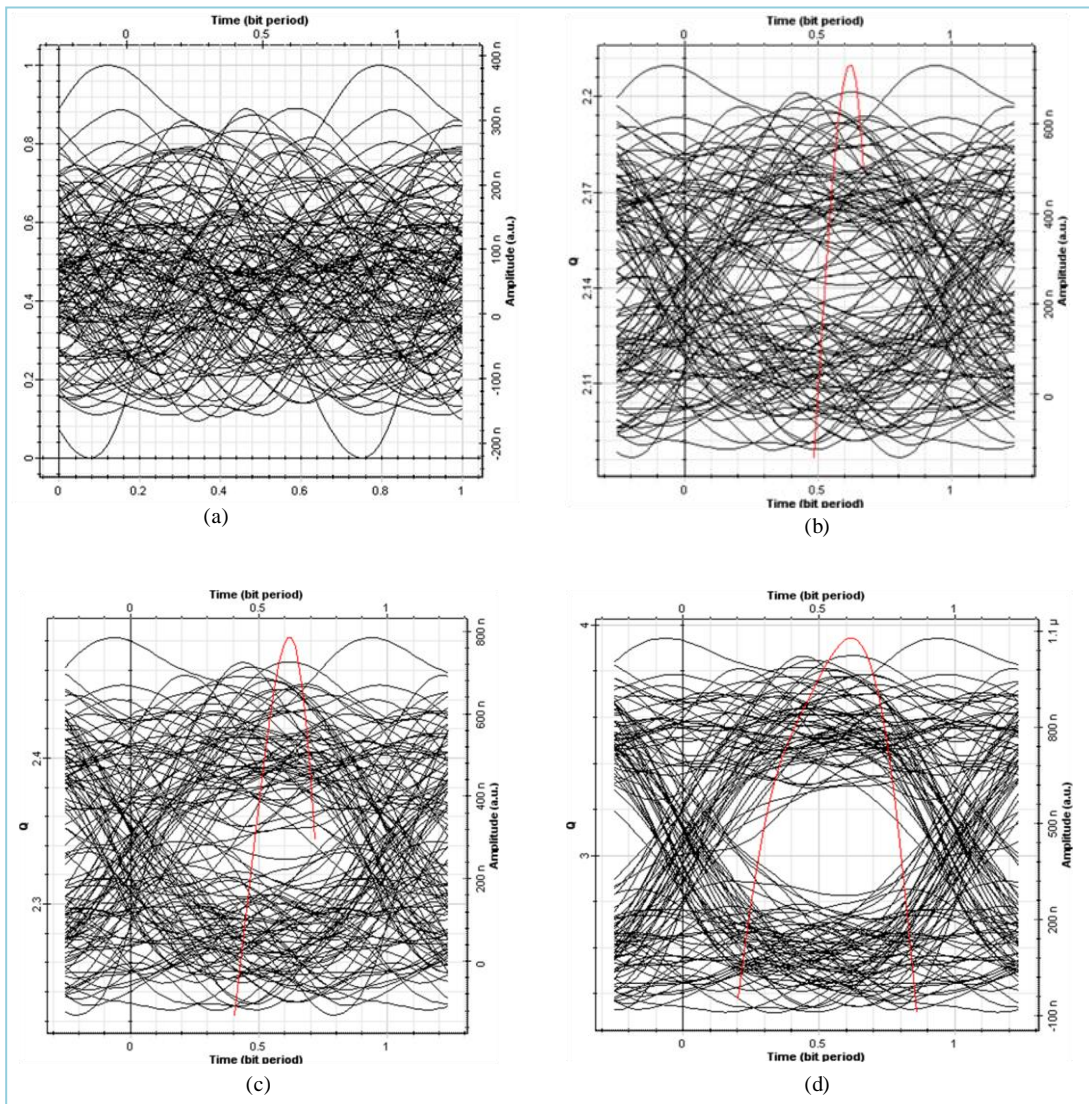 Time (bit period)
0 0.5 1
1
0.8
0.6
0.4
0.2
0
400 n
300 n
200 n
100 n
0
-100 n
-200 n
Amplitude (a.u.)
0 0.2 0.4 0.6 0.8 1
(a)
Time (bit period)
0 0.5 1
Q
2.2
2.17
2.14
2.11
600 n
400 n
200 n
0
Amplitude (a.u.)
0 0.5 1
Time (bit period)
(b)
Time (bit period)
0 0.5 1
Q
2.4
2.3
800 n
600 n
400 n
200 n
0
Amplitude (a.u.)
0 0.5 1
Time (bit period)
(c)
Time (bit period)
0 0.5 1
Q
4
3
1.1 µ
800 n
500 n
200 n
-100 n
Amplitude (a.u.)
0 0.5 1
Time (bit period)
(d)